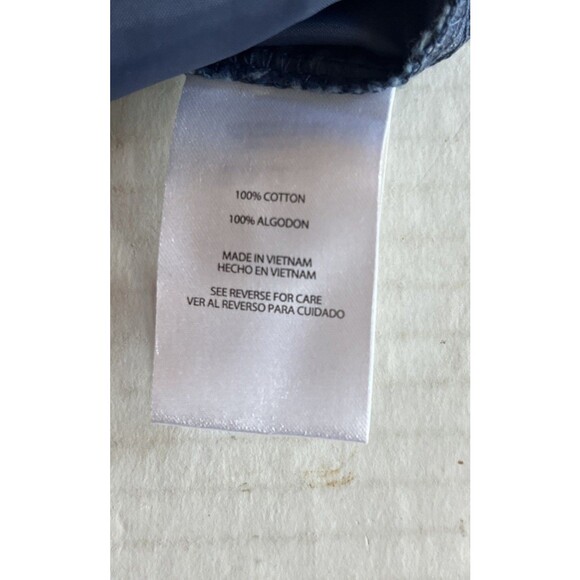 100% COTTON
100% ALGODON
MADE IN VIETNAM
HECHO EN VIETNAM
SEE REVERSE FOR CARE
VER AL REVERSO PARA CUIDADO